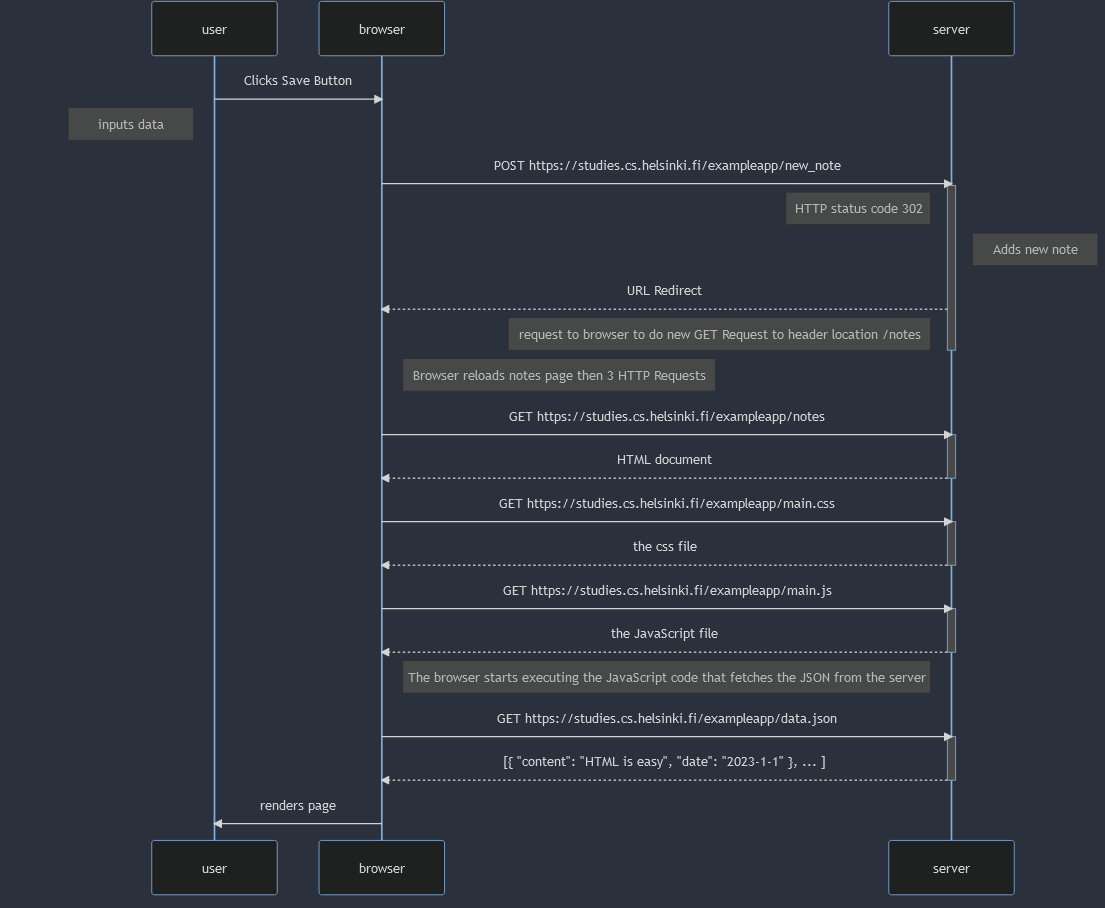 user
browser
server
Clicks Save Button
inputs data
POST https://studies.cs.helsinki.fi/exampleapp/new_note
HTTP status code 302
Adds new note
URL Redirect
request to browser to do new GET Request to header location /notes
Browser reloads notes page then 3 HTTP Requests
GET https://studies.cs.helsinki.fi/exampleapp/notes
HTML document
GET https://studies.cs.helsinki.fi/exampleapp/main.css
the css file
GET https://studies.cs.helsinki.fi/exampleapp/main.js
the JavaScript file
The browser starts executing the JavaScript code that fetches the JSON from the server
GET https://studies.cs.helsinki.fi/exampleapp/data.json
[{ "content": "HTML is easy", "date": "2023-1-1" }, ... ]
renders page
user
browser
server